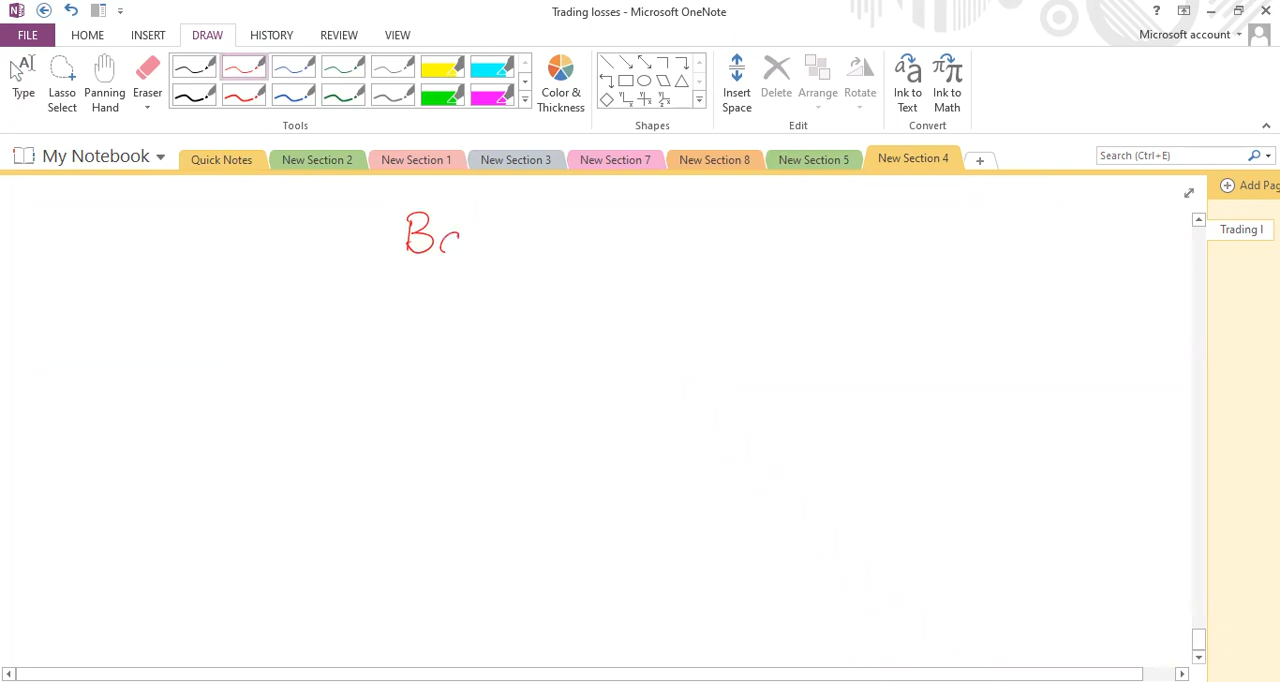 Trading losses - Microsoft OneNote
?
FILE HOME INSERT DRAW HISTORY REVIEW VIEW
Microsoft account
Type
Lasso Select
Panning Hand
Eraser
Color & Thickness
Insert Space
Delete
Arrange
Rotate
Ink to Text
Ink to Math
Tools Shapes Edit Convert
My Notebook Quick Notes New Section 2 New Section 1 New Section 3 New Section 7 New Section 8 New Section 5 New Section 4
Search (Ctrl+E)
Add Pag
Trading l
B